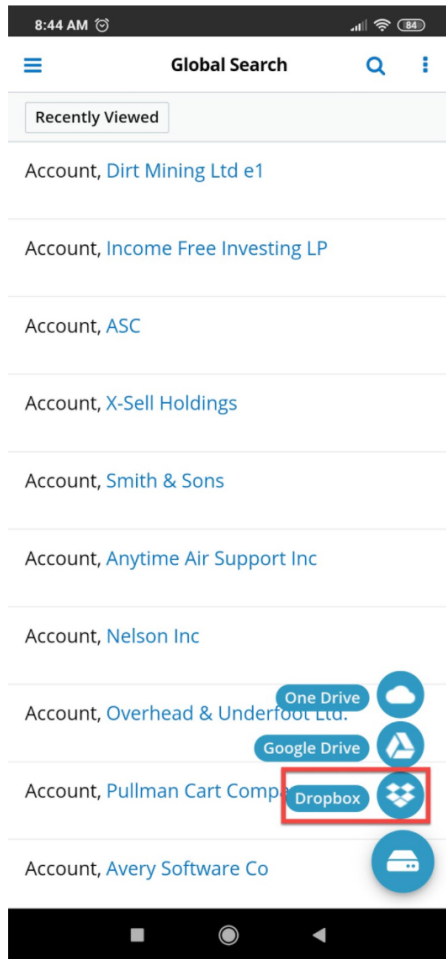 8:44 AM 84
Global Search
Recently Viewed
Account, Dirt Mining Ltd e1
Account, Income Free Investing LP
Account, ASC
Account, X-Sell Holdings
Account, Smith & Sons
Account, Anytime Air Support Inc
Account, Nelson Inc
One Drive
Account, Overhead & Underfoot Ltd.
Google Drive
Account, Pullman Cart Compa
Dropbox
Account, Avery Software Co